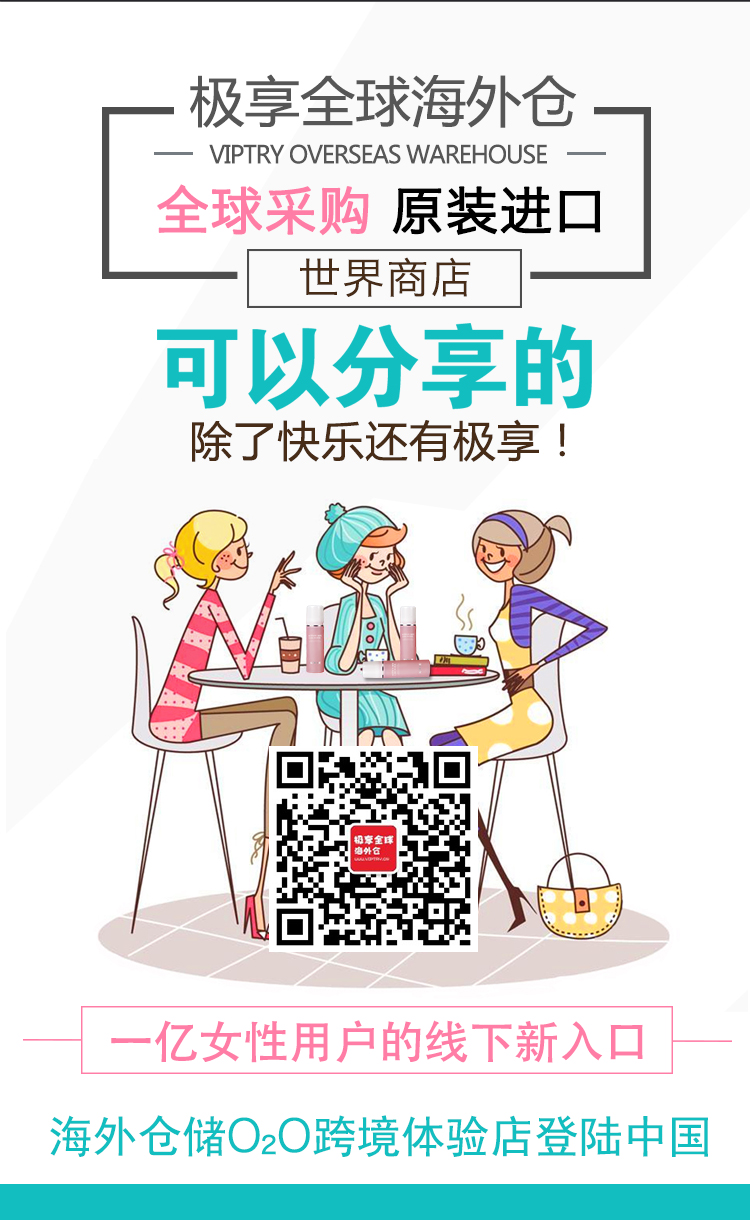 极享全球海外仓
VIPTRY OVERSEAS WAREHOUSE
全球采购 原装进口
世界商店
可以分享的
除了快乐还有极享！
极享全球
海外仓
WWW.VIPTRY.CN
一亿女性用户的线下新入口
海外仓储O2O跨境体验店登陆中国